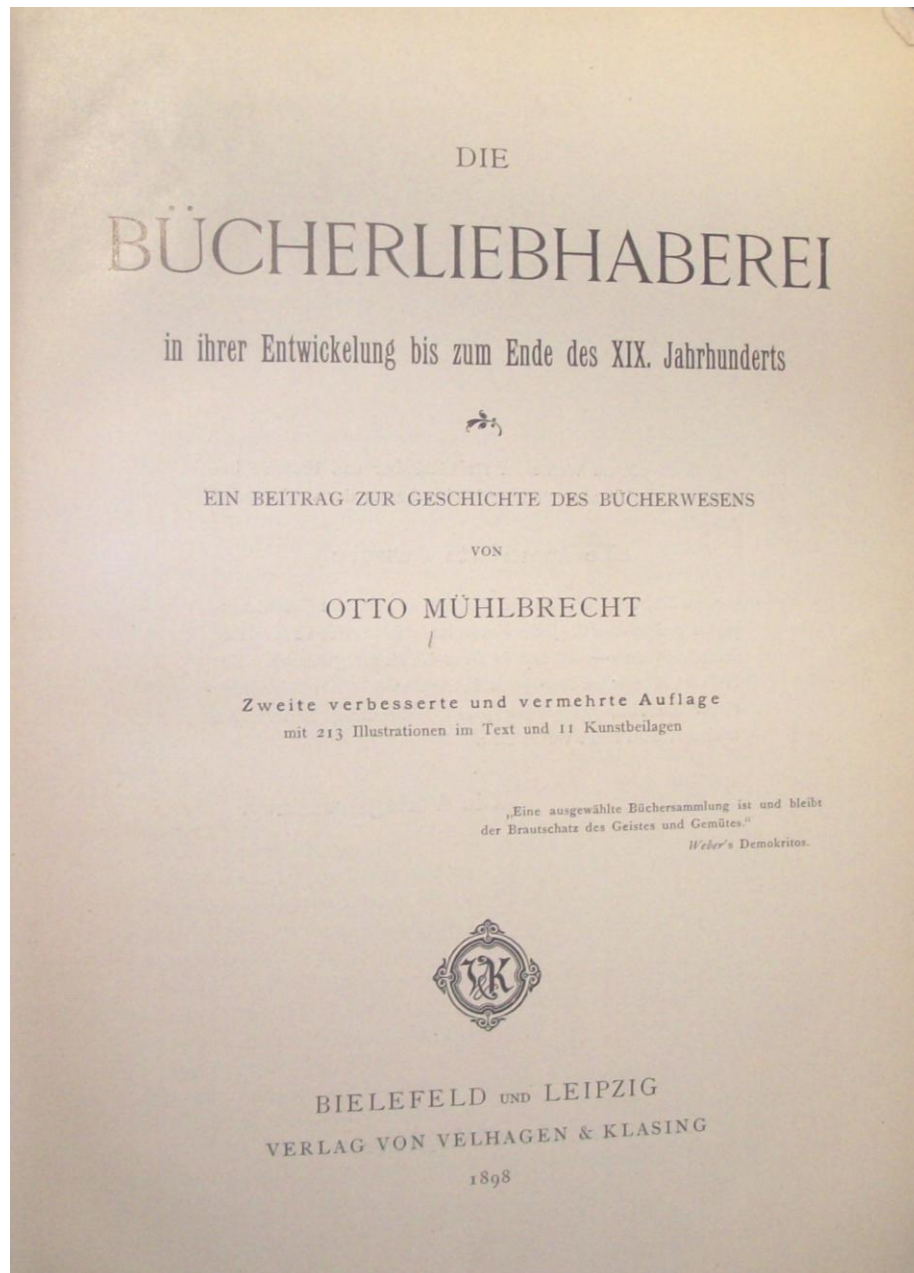 DIE
BÜCHERLIEBHABEREI
in ihrer Entwickelung bis zum Ende des XIX. Jahrhunderts
EIN BEITRAG ZUR GESCHICHTE DES BÜCHERWESENS
VON
OTTO MÜHLBRECHT
Zweite verbesserte und vermehrte Auflage
mit 213 Illustrationen im Text und 11 Kunstbeilagen
„Eine ausgewählte Büchersammlung ist und bleibt
der Brautschatz des Geistes und Gemütes.“
Weber's Demokritos.
V&K
BIELEFELD UND LEIPZIG
VERLAG VON VELHAGEN & KLASING
1898